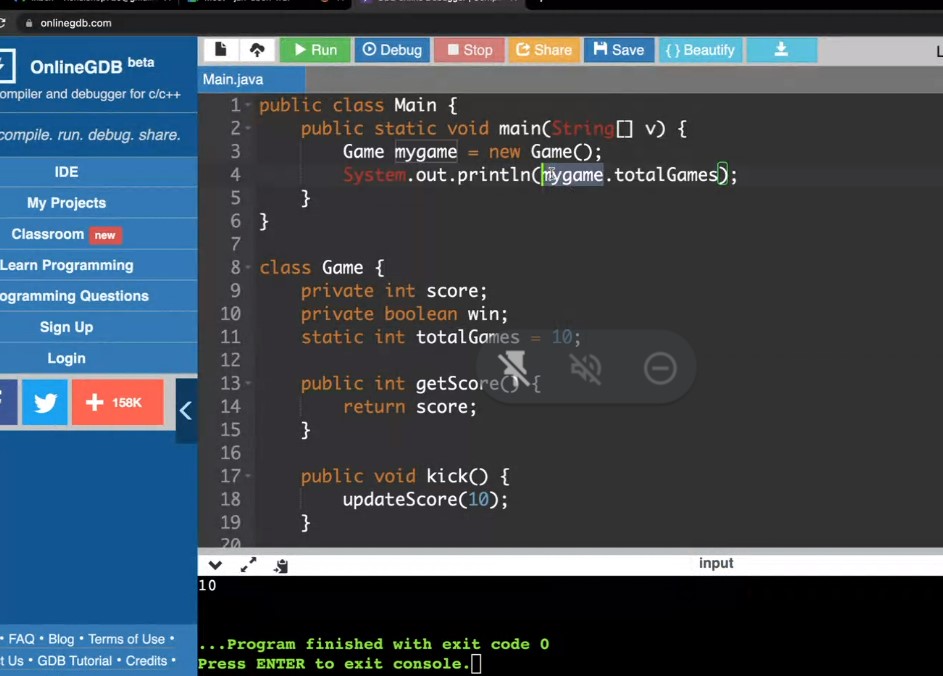 onlinegdb.com
OnlineGDB beta
ompiler and debugger for c/c++
compile. run. debug. share.
IDE
My Projects
Classroom new
Learn Programming
ogramming Questions
Sign Up
Login
158K
• FAQ • Blog • Terms of Use •
t Us • GDB Tutorial • Credits •
Run
Debug
Stop
Share
Save
{ } Beautify
L
Main.java
1 public class Main {
2 public static void main(String[] v) {
3 Game mygame = new Game();
4 System.out.println(mygame.totalGames);
5 }
6 }
7
8 class Game {
9 private int score;
10 private boolean win;
11 static int totalGames = 10;
12
13 public int getScore() {
14 return score;
15 }
16
17 public void kick() {
18 updateScore(10);
19 }
20
input
10
...Program finished with exit code 0
Press ENTER to exit console.